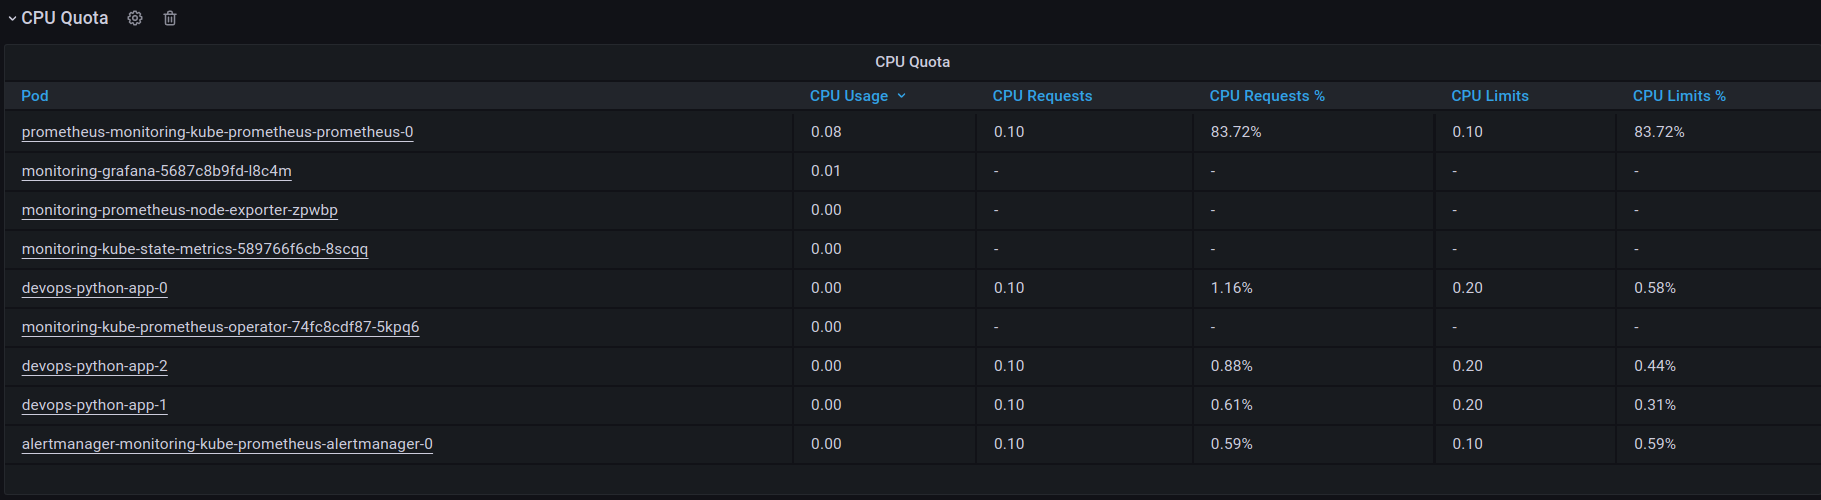 CPU Quota
CPU Quota
Pod CPU Usage CPU Requests CPU Requests % CPU Limits CPU Limits %
prometheus-monitoring-kube-prometheus-prometheus-0 0.08 0.10 83.72% 0.10 83.72%
monitoring-grafana-5687c8b9fd-l8c4m 0.01 - - - -
monitoring-prometheus-node-exporter-zpwbp 0.00 - - - -
monitoring-kube-state-metrics-589766f6cb-8scqq 0.00 - - - -
devops-python-app-0 0.00 0.10 1.16% 0.20 0.58%
monitoring-kube-prometheus-operator-74fc8cdf87-5kpq6 0.00 - - - -
devops-python-app-2 0.00 0.10 0.88% 0.20 0.44%
devops-python-app-1 0.00 0.10 0.61% 0.20 0.31%
alertmanager-monitoring-kube-prometheus-alertmanager-0 0.00 0.10 0.59% 0.10 0.59%